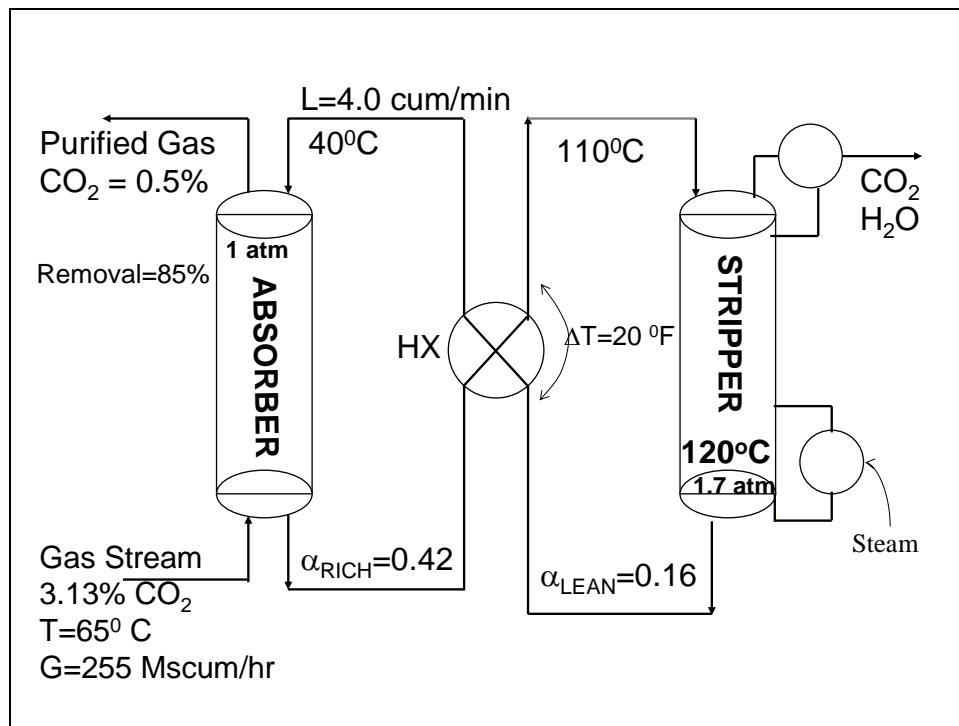 L=4.0 cum/min
40⁰C
110⁰C
Purified Gas
CO₂ = 0.5%
CO₂
H₂O
1 atm
Removal=85%
ABSORBER
HX
ΔT=20 ⁰F
STRIPPER
120ᵒC
1.7 atm
Steam
Gas Stream
3.13% CO₂
T=65⁰ C
G=255 Mscum/hr
α_RICH=0.42
α_LEAN=0.16